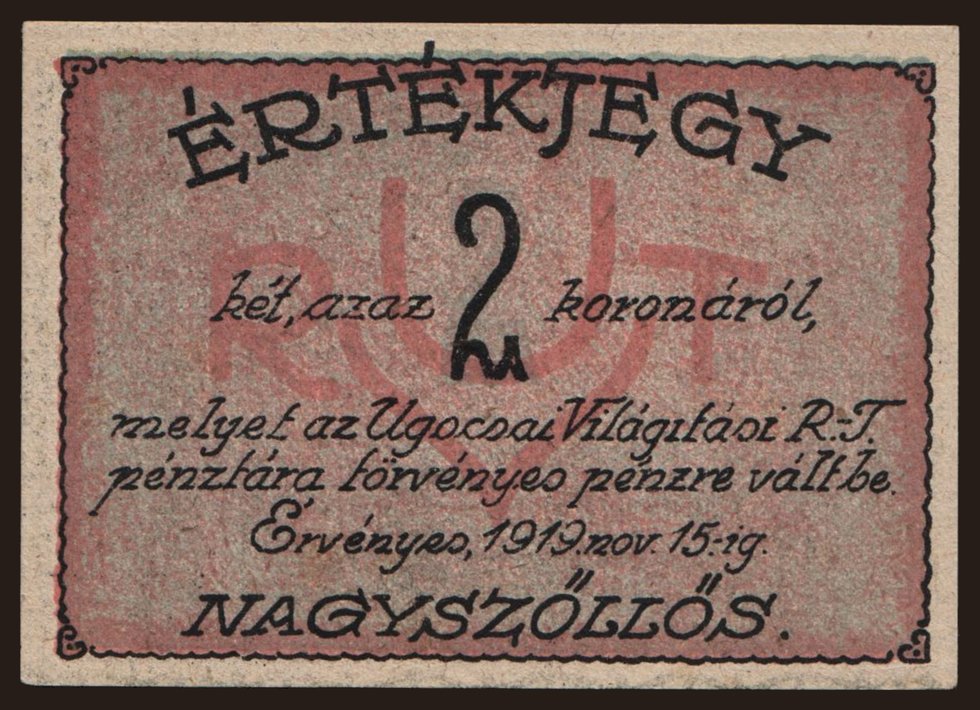 ÉRTÉKJEGY
R U V T
két, azaz 2 koronáról,
melyet az Ugocsai Világítási R.-T.
pénztára törvényes pénzre vált be.
Érvényes, 1919. nov. 15.-ig.
NAGYSZŐLLŐS.